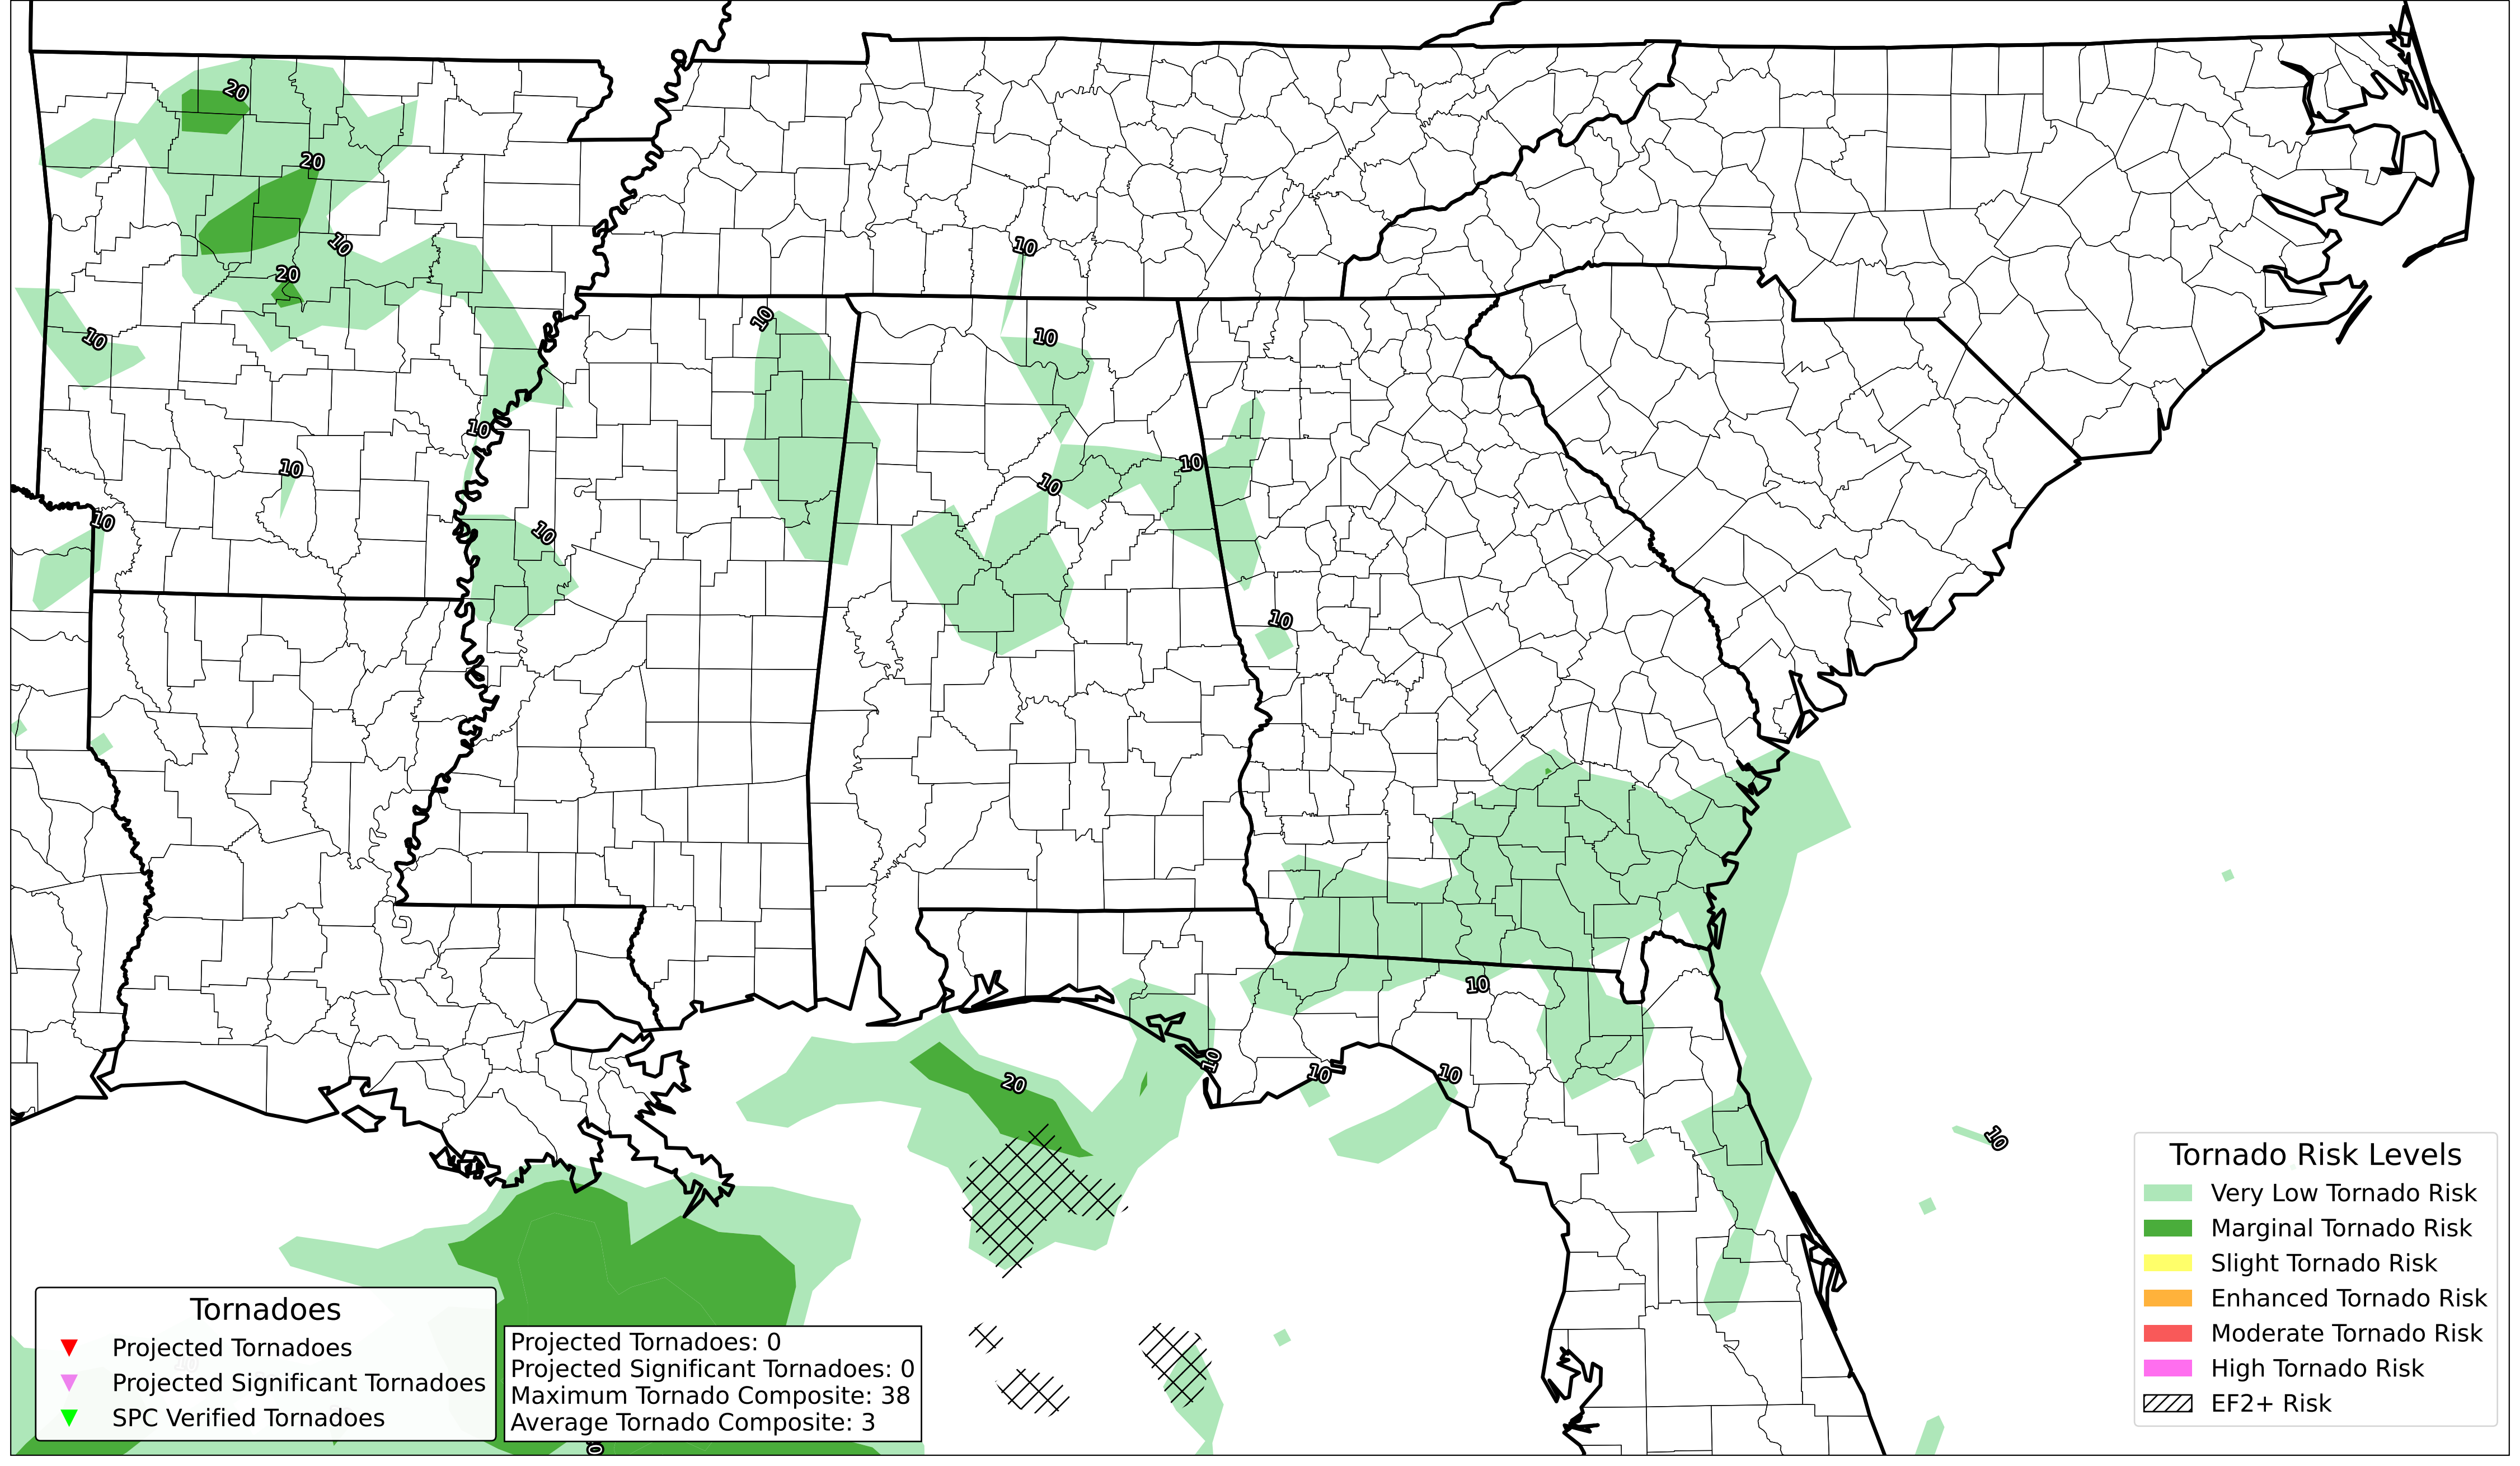 20
20
10
20
10
10
10
10
10
10
10
10
10
10
10
10
10
10
20
10
10
10
10
Tornadoes
Projected Tornadoes
Projected Significant Tornadoes
SPC Verified Tornadoes
Projected Tornadoes: 0
Projected Significant Tornadoes: 0
Maximum Tornado Composite: 38
Average Tornado Composite: 3
Tornado Risk Levels
Very Low Tornado Risk
Marginal Tornado Risk
Slight Tornado Risk
Enhanced Tornado Risk
Moderate Tornado Risk
High Tornado Risk
EF2+ Risk